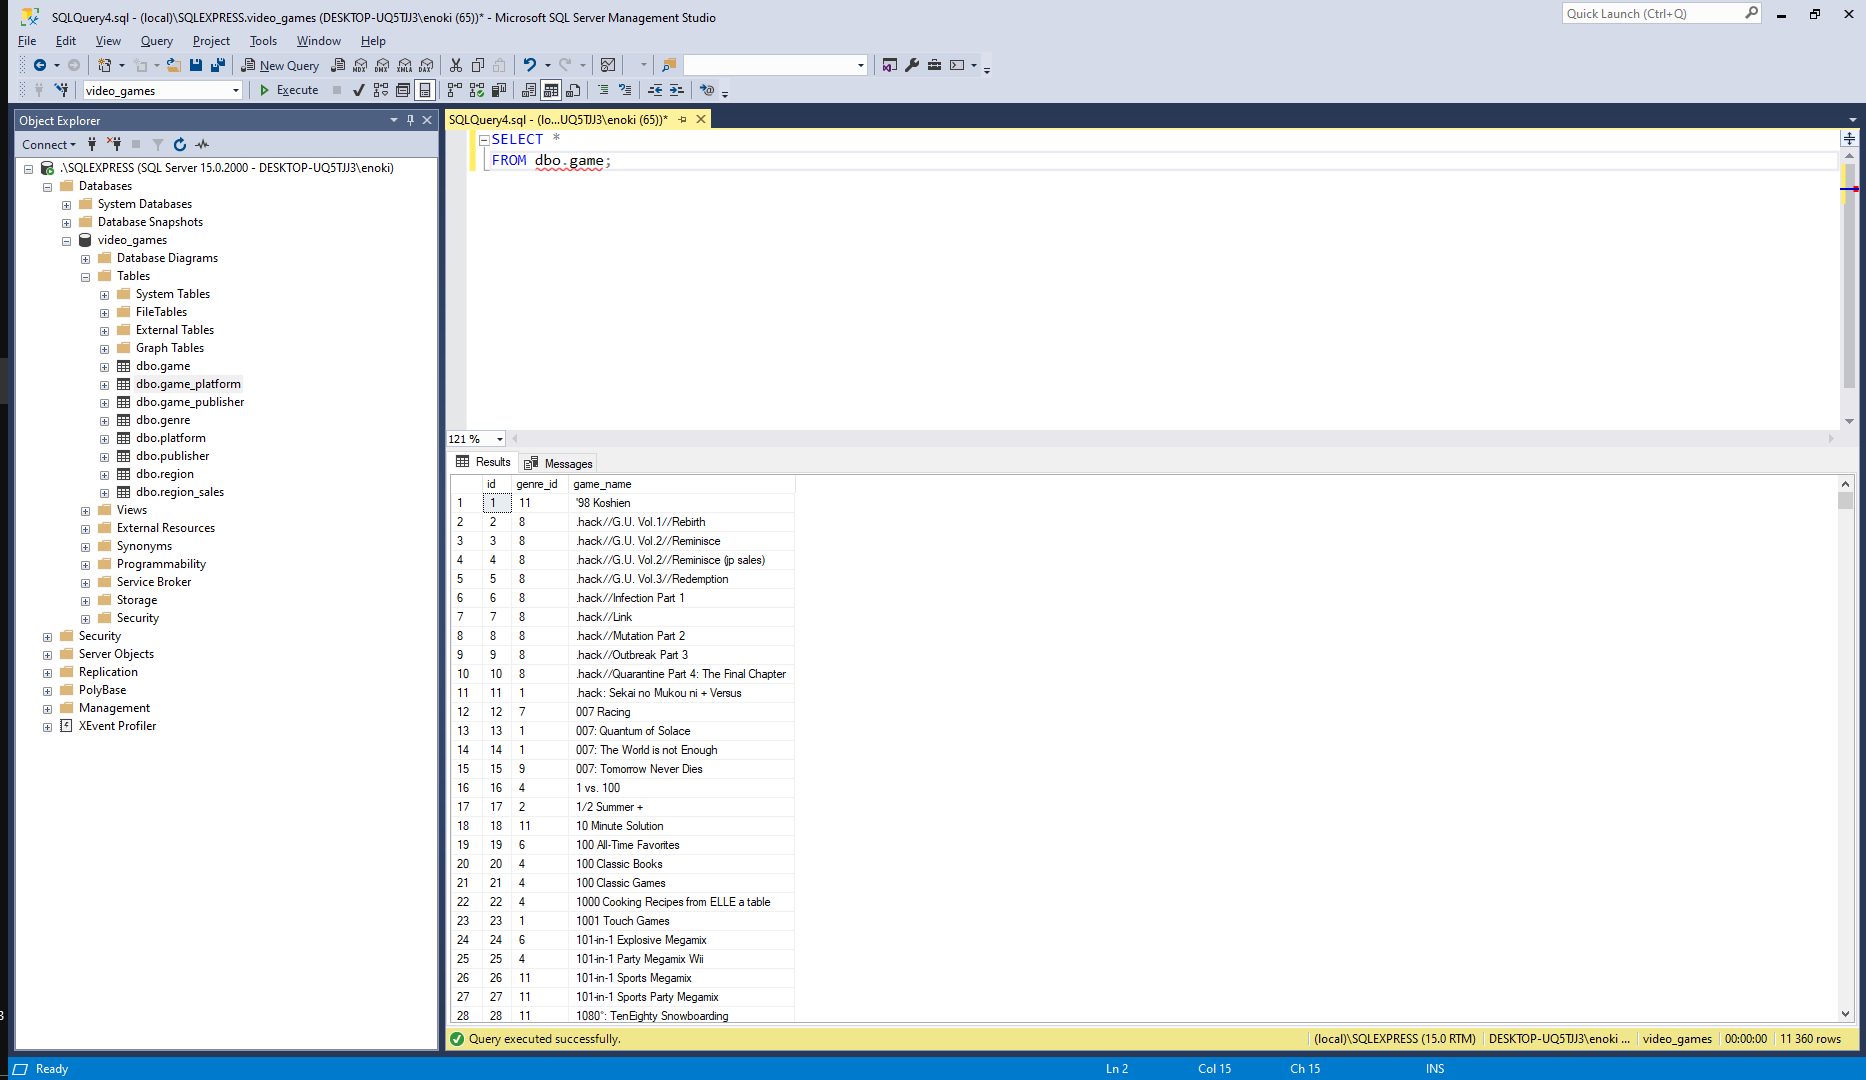 SQLQuery4.sql - (local)\SQLEXPRESS.video_games (DESKTOP-UQ5TJJ3\enoki (65))* - Microsoft SQL Server Management Studio
Quick Launch (Ctrl+Q)
File Edit View Query Project Tools Window Help
New Query MDX DMX XMLA DAX
video_games Execute
Object Explorer
Connect
.\SQLEXPRESS (SQL Server 15.0.2000 - DESKTOP-UQ5TJJ3\enoki)
Databases
System Databases
Database Snapshots
video_games
Database Diagrams
Tables
System Tables
FileTables
External Tables
Graph Tables
dbo.game
dbo.game_platform
dbo.game_publisher
dbo.genre
dbo.platform
dbo.publisher
dbo.region
dbo.region_sales
Views
External Resources
Synonyms
Programmability
Service Broker
Storage
Security
Security
Server Objects
Replication
PolyBase
Management
XEvent Profiler
SQLQuery4.sql - (lo...UQ5TJJ3\enoki (65))*
SELECT *
FROM dbo.game;
121 %
Results Messages
id genre_id game_name
1 1 11 '98 Koshien
2 2 8 .hack//G.U. Vol.1//Rebirth
3 3 8 .hack//G.U. Vol.2//Reminisce
4 4 8 .hack//G.U. Vol.2//Reminisce (jp sales)
5 5 8 .hack//G.U. Vol.3//Redemption
6 6 8 .hack//Infection Part 1
7 7 8 .hack//Link
8 8 8 .hack//Mutation Part 2
9 9 8 .hack//Outbreak Part 3
10 10 8 .hack//Quarantine Part 4: The Final Chapter
11 11 1 .hack: Sekai no Mukou ni + Versus
12 12 7 007 Racing
13 13 1 007: Quantum of Solace
14 14 1 007: The World is not Enough
15 15 9 007: Tomorrow Never Dies
16 16 4 1 vs. 100
17 17 2 1/2 Summer +
18 18 11 10 Minute Solution
19 19 6 100 All-Time Favorites
20 20 4 100 Classic Books
21 21 4 100 Classic Games
22 22 4 1000 Cooking Recipes from ELLE a table
23 23 1 1001 Touch Games
24 24 6 101-in-1 Explosive Megamix
25 25 4 101-in-1 Party Megamix Wii
26 26 11 101-in-1 Sports Megamix
27 27 11 101-in-1 Sports Party Megamix
28 28 11 1080°: TenEighty Snowboarding
Query executed successfully. (local)\SQLEXPRESS (15.0 RTM) DESKTOP-UQ5TJJ3\enoki ... video_games 00:00:00 11 360 rows
Ready Ln 2 Col 15 Ch 15 INS